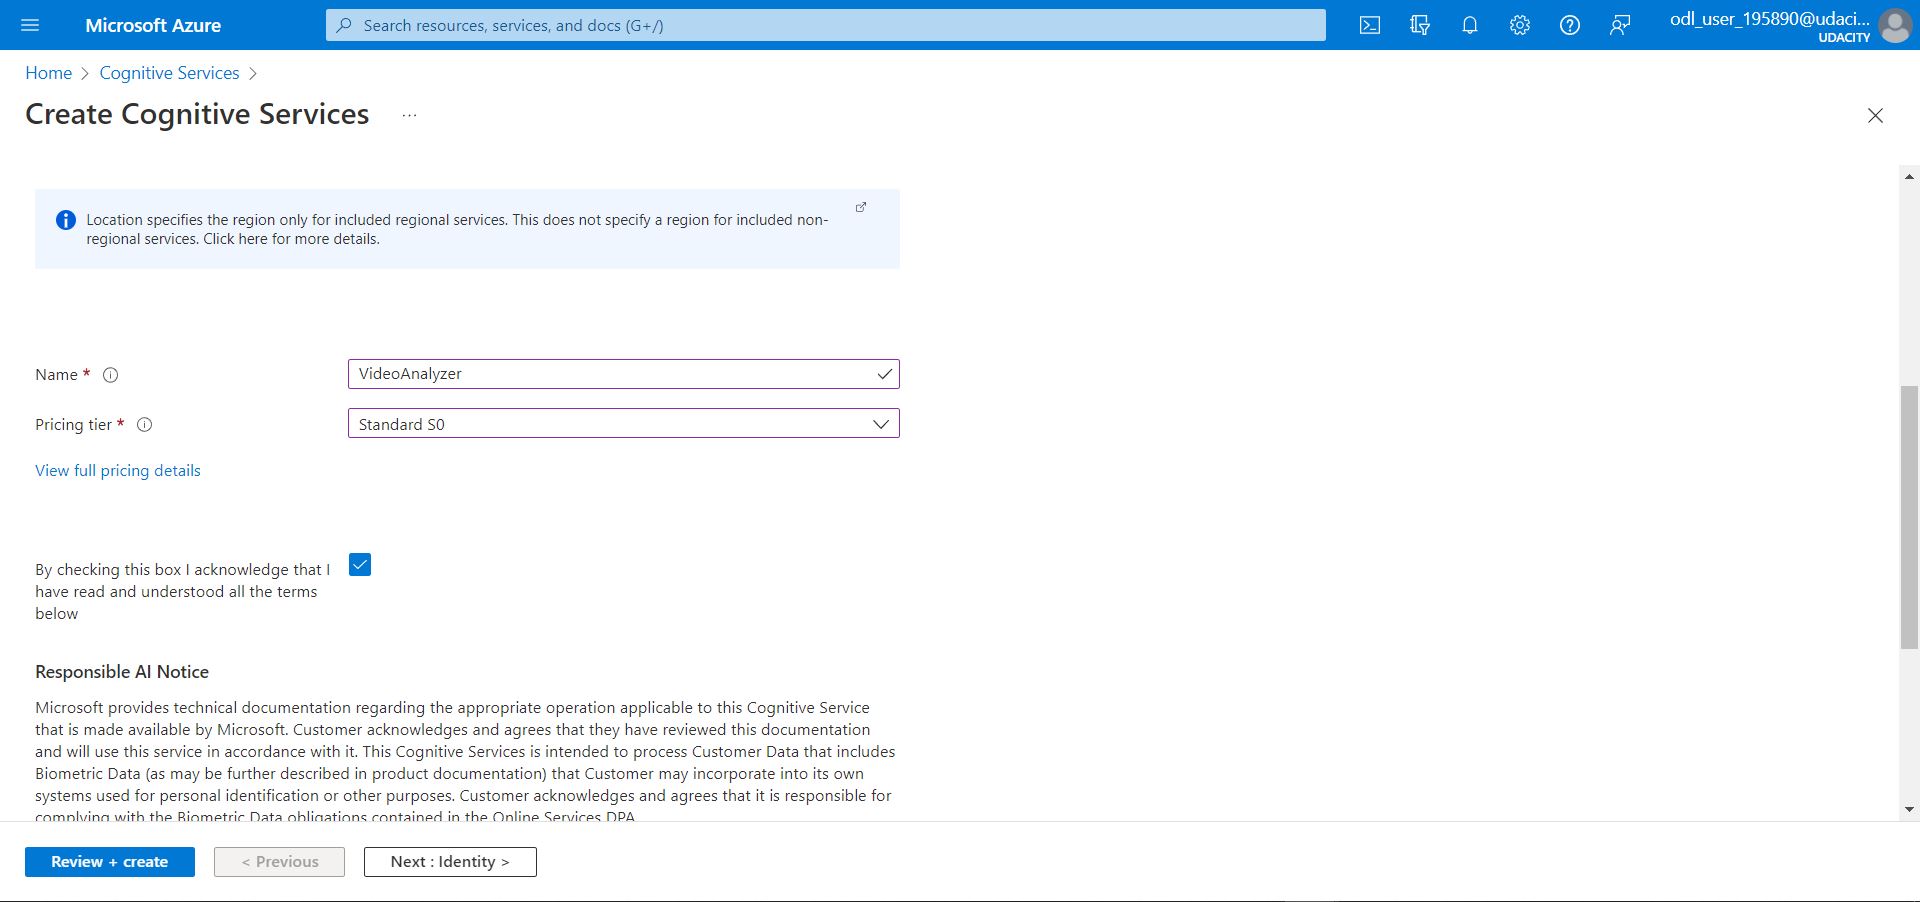 Microsoft Azure
Search resources, services, and docs (G+/)
odl_user_195890@udaci...
UDACITY
Home > Cognitive Services >
Create Cognitive Services ...
Location specifies the region only for included regional services. This does not specify a region for included non-
regional services. Click here for more details.
Name *
VideoAnalyzer
Pricing tier *
Standard S0
View full pricing details
By checking this box I acknowledge that I
have read and understood all the terms
below
Responsible AI Notice
Microsoft provides technical documentation regarding the appropriate operation applicable to this Cognitive Service
that is made available by Microsoft. Customer acknowledges and agrees that they have reviewed this documentation
and will use this service in accordance with it. This Cognitive Services is intended to process Customer Data that includes
Biometric Data (as may be further described in product documentation) that Customer may incorporate into its own
systems used for personal identification or other purposes. Customer acknowledges and agrees that it is responsible for
complying with the Biometric Data obligations contained in the Online Services DPA.
Review + create
< Previous
Next : Identity >